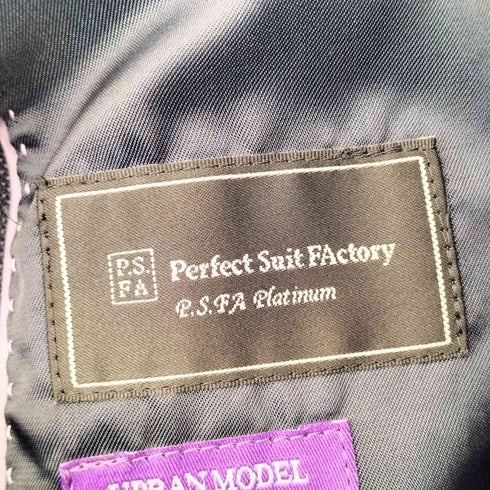 P.S.
FA
Perfect Suit FActory
P.S.FA Platinum
URBAN MODEL